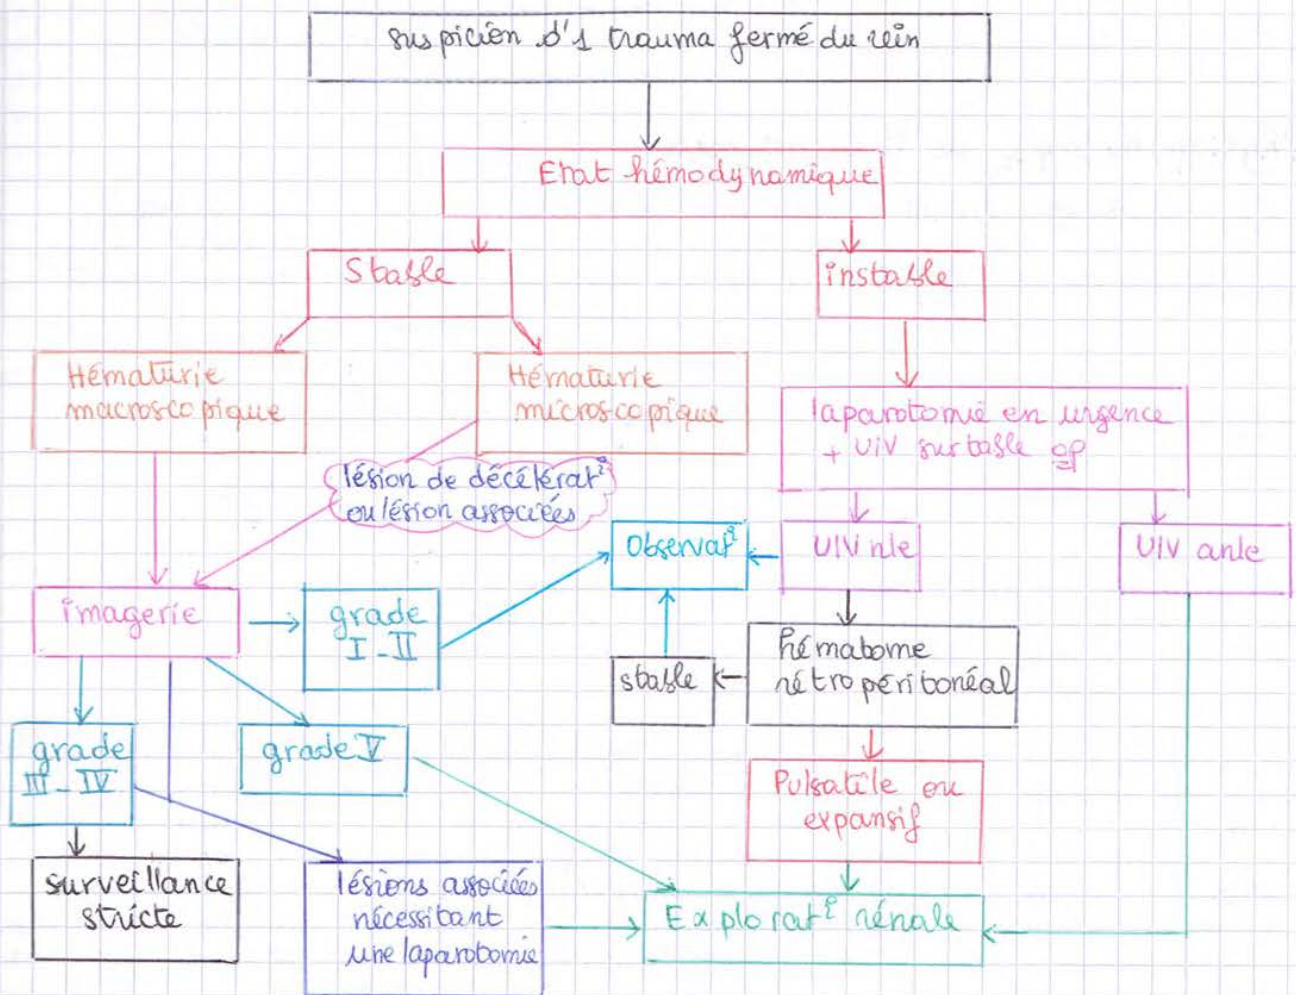 suspicion d'1 trauma fermé du rein
Etat hémodynamique
Stable
instable
Hématurie
macroscopique
Hématurie
microscopique
laparotomie en urgence
+ UIV sur table op
lésion de décélérat°
ou lésion associées
Observat°
UIV nle
UIV anle
imagerie
grade
I - II
hématome
rétropéritonéal
stable
grade
III - IV
grade V
Pulsatile ou
expansif
surveillance
stricte
lésions associées
nécessitant
une laparotomie
Explorat° rénale